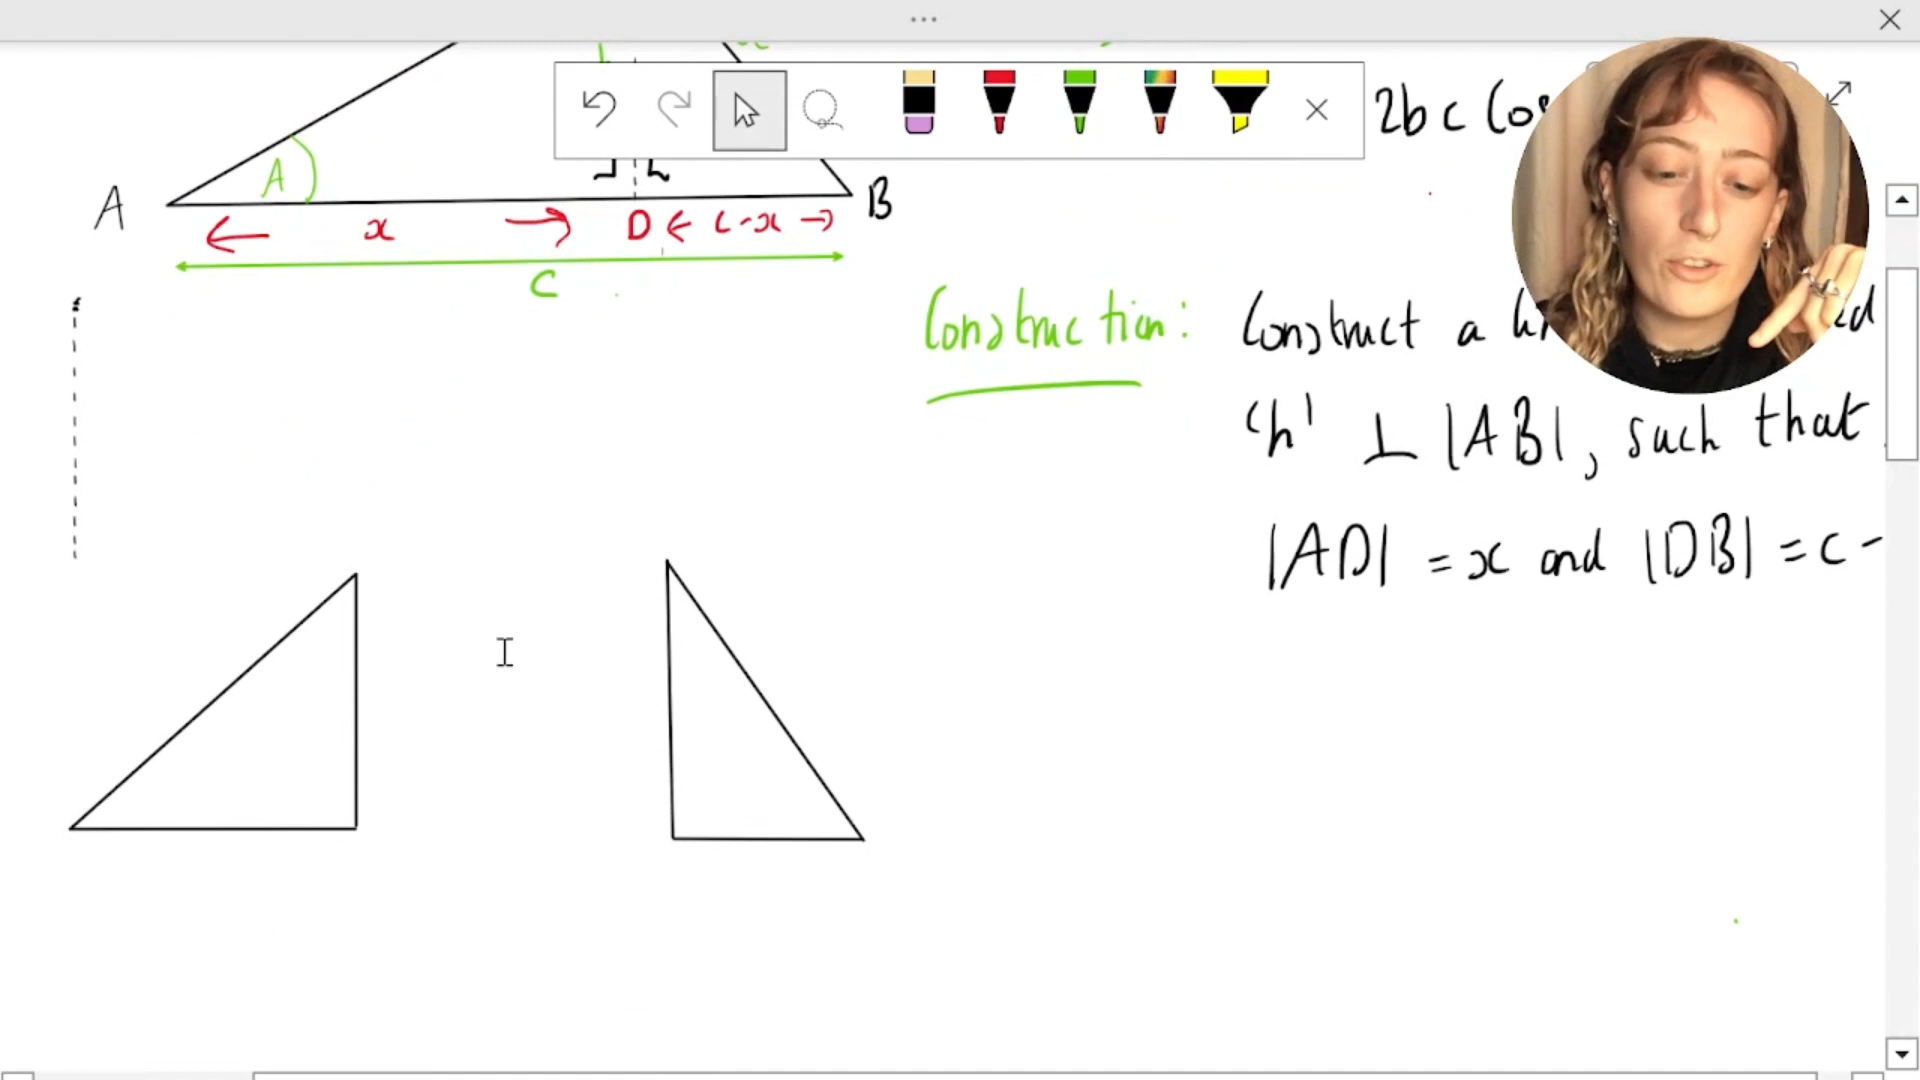 2bc Cos
A
A
B
x
D
c-x
c
Construction: Construct a
'h' ⊥ |AB|, such that
|AD| = x and |DB| = c -